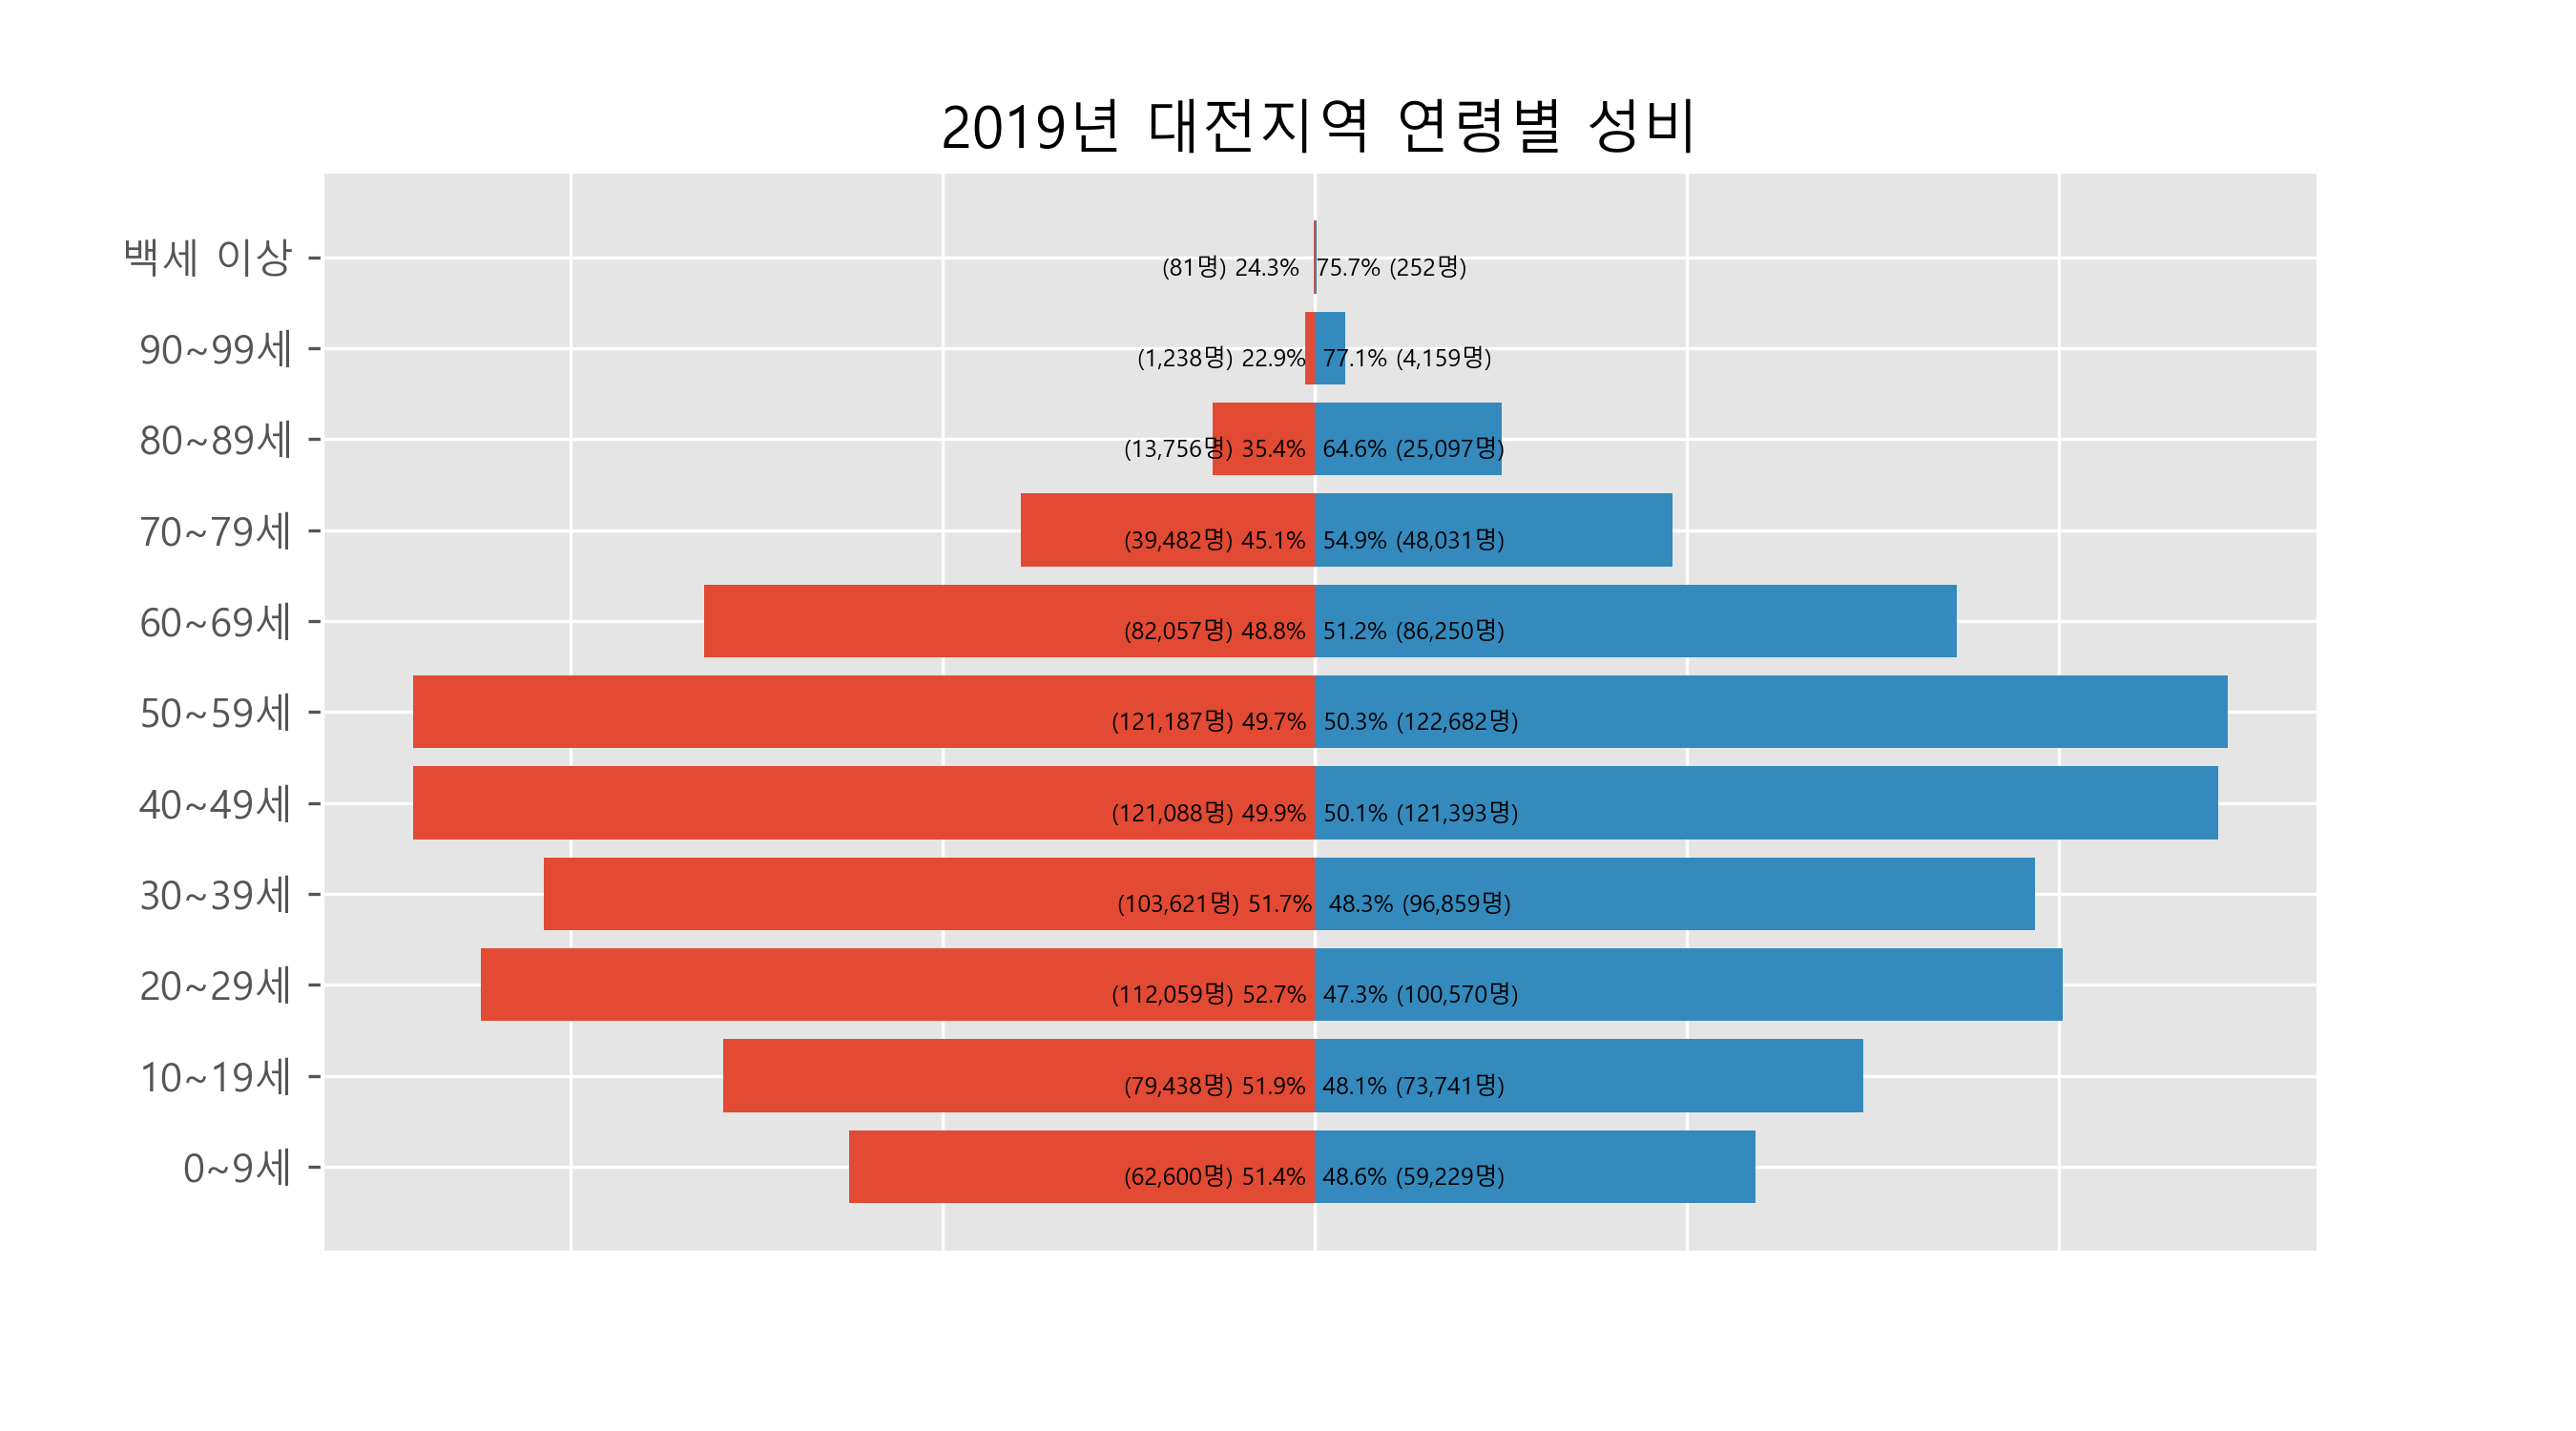 2019년 대전지역 연령별 성비
백세 이상 (81명) 24.3% 75.7% (252명)
90~99세 (1,238명) 22.9% 77.1% (4,159명)
80~89세 (13,756명) 35.4% 64.6% (25,097명)
70~79세 (39,482명) 45.1% 54.9% (48,031명)
60~69세 (82,057명) 48.8% 51.2% (86,250명)
50~59세 (121,187명) 49.7% 50.3% (122,682명)
40~49세 (121,088명) 49.9% 50.1% (121,393명)
30~39세 (103,621명) 51.7% 48.3% (96,859명)
20~29세 (112,059명) 52.7% 47.3% (100,570명)
10~19세 (79,438명) 51.9% 48.1% (73,741명)
0~9세 (62,600명) 51.4% 48.6% (59,229명)